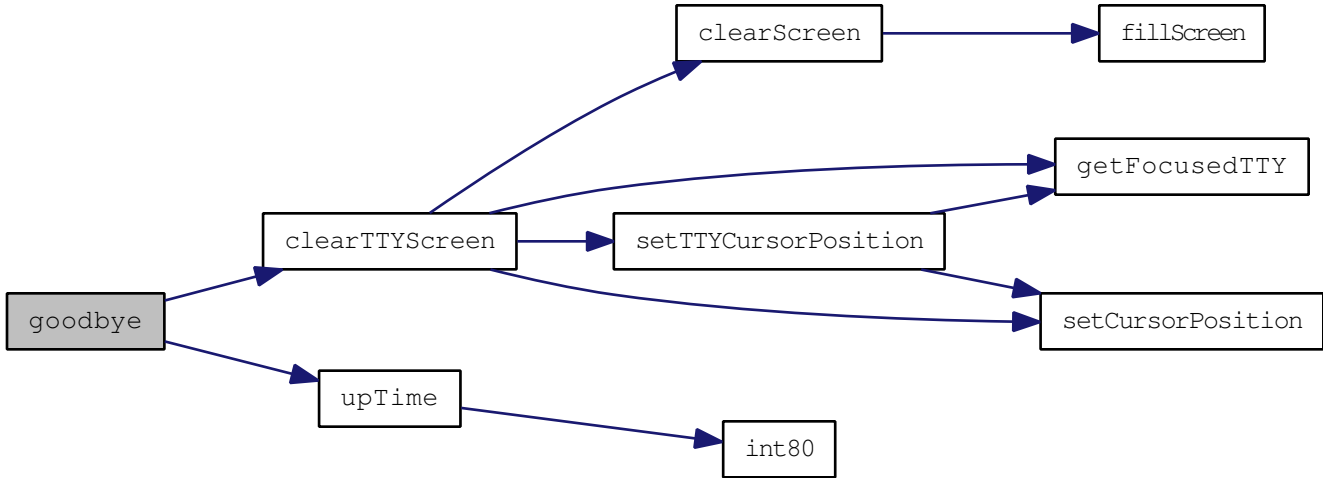 clearScreen
fillScreen
getFocusedTTY
clearTTYScreen
setTTYCursorPosition
goodbye
setCursorPosition
upTime
int80